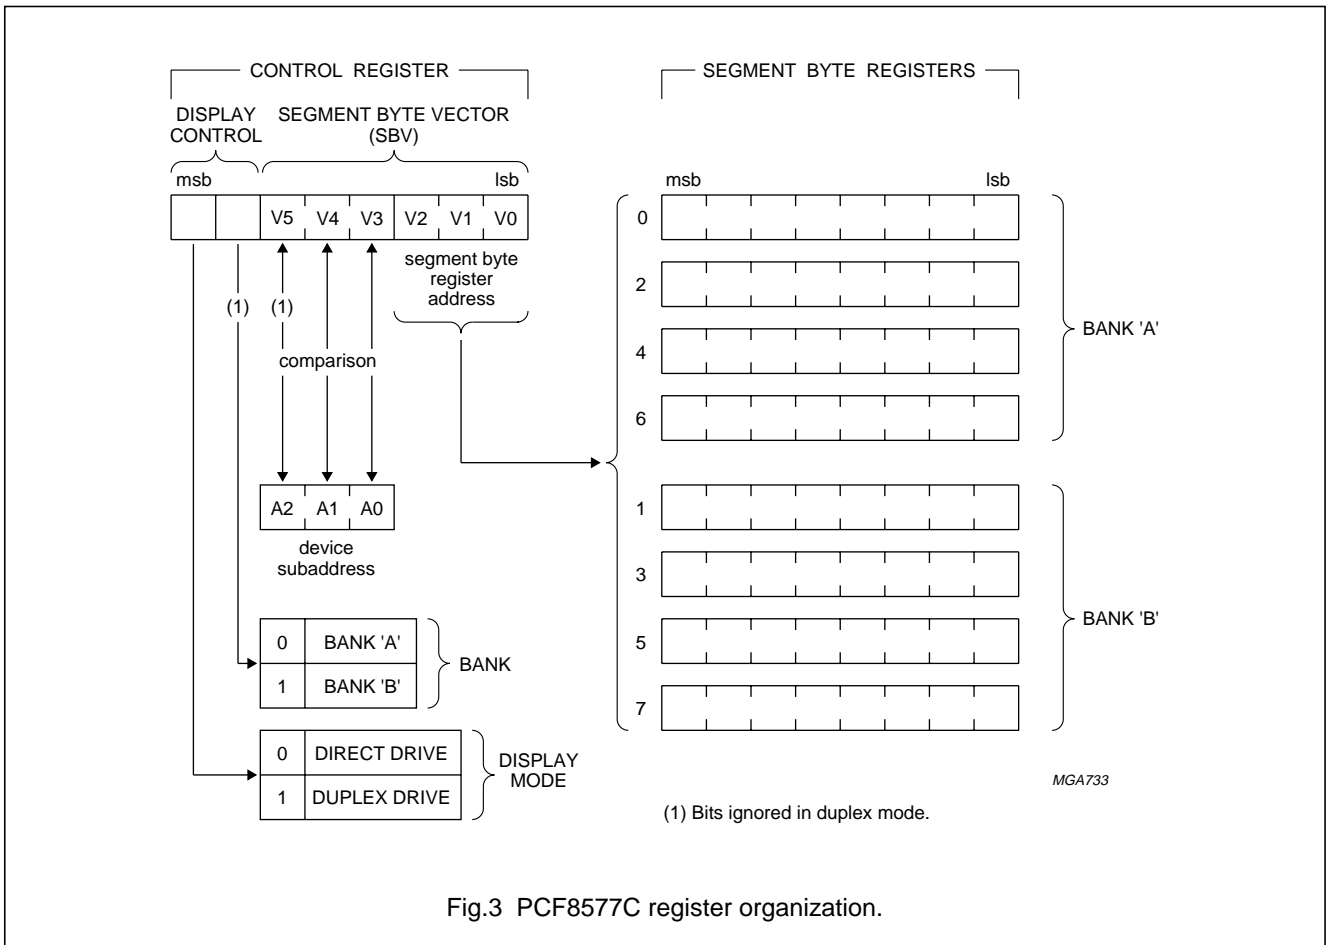 CONTROL REGISTER
DISPLAY CONTROL
SEGMENT BYTE VECTOR (SBV)
msb
lsb
V5 V4 V3 V2 V1 V0
segment byte register address
(1) (1)
comparison
A2 A1 A0
device subaddress
0 BANK 'A'
1 BANK 'B'
BANK
0 DIRECT DRIVE
1 DUPLEX DRIVE
DISPLAY MODE
SEGMENT BYTE REGISTERS
msb
lsb
0
2
4
6
BANK 'A'
1
3
5
7
BANK 'B'
MGA733
(1) Bits ignored in duplex mode.
Fig.3 PCF8577C register organization.